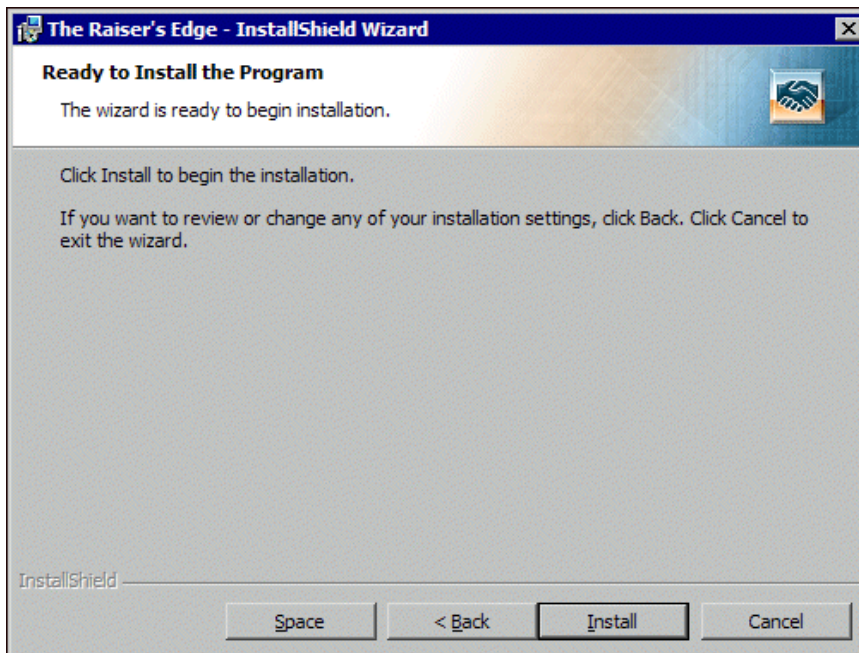 The Raiser's Edge - InstallShield Wizard
Ready to Install the Program
The wizard is ready to begin installation.
Click Install to begin the installation.
If you want to review or change any of your installation settings, click Back. Click Cancel to
exit the wizard.
InstallShield
Space
< Back
Install
Cancel